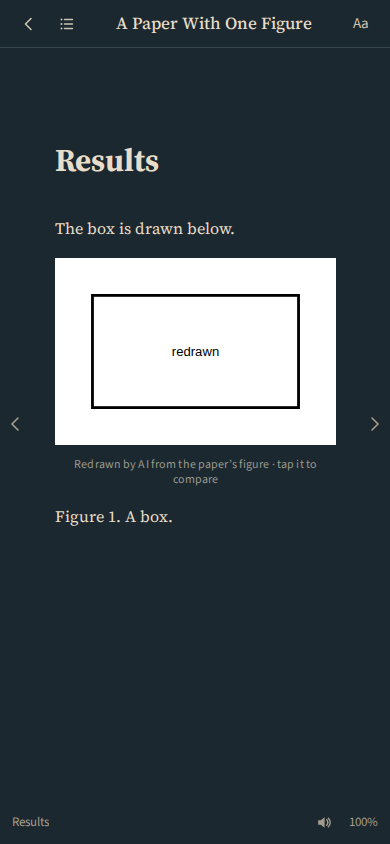 A Paper With One Figure
Aa
Results
The box is drawn below.
redrawn
Redrawn by AI from the paper's figure · tap it to
compare
Figure 1. A box.
Results
100%